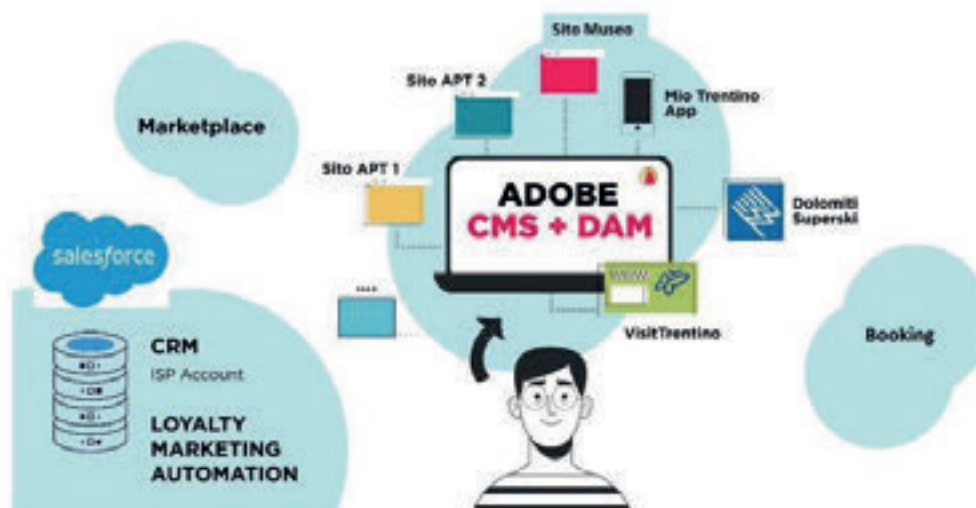 Sito Museo
Sito APT 2
Mio Trentino
App
Marketplace
Sito APT 1
ADOBE
CMS + DAM
Dolomiti
Superski
salesforce
VisitTrentino
Booking
CRM
ISP Account
LOYALTY
MARKETING
AUTOMATION